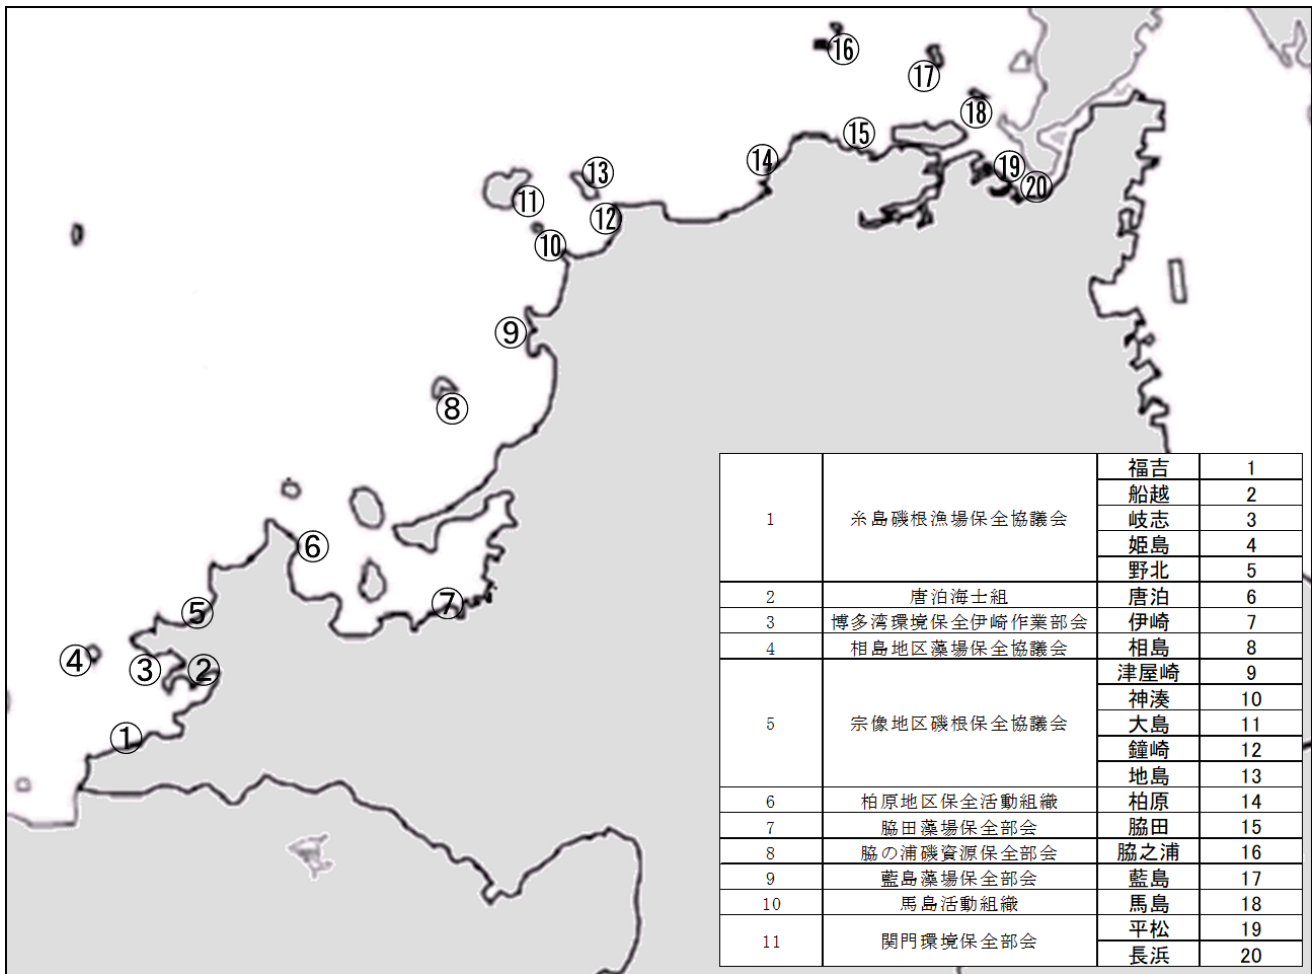 ⑯
⑰
⑱
⑮
⑭
⑲
⑳
⑬
⑪
⑫
⑩
⑨
⑧
⑥
⑤
⑦
④
③
②
①
1 糸島磯根漁場保全協議会 福吉 1
船越 2
岐志 3
姫島 4
野北 5
2 唐泊海士組 唐泊 6
3 博多湾環境保全伊崎作業部会 伊崎 7
4 相島地区藻場保全協議会 相島 8
5 宗像地区磯根保全協議会 津屋崎 9
神湊 10
大島 11
鐘崎 12
地島 13
6 柏原地区保全活動組織 柏原 14
7 脇田藻場保全部会 脇田 15
8 脇の浦磯資源保全部会 脇之浦 16
9 藍島藻場保全部会 藍島 17
10 馬島活動組織 馬島 18
11 関門環境保全部会 平松 19
長浜 20